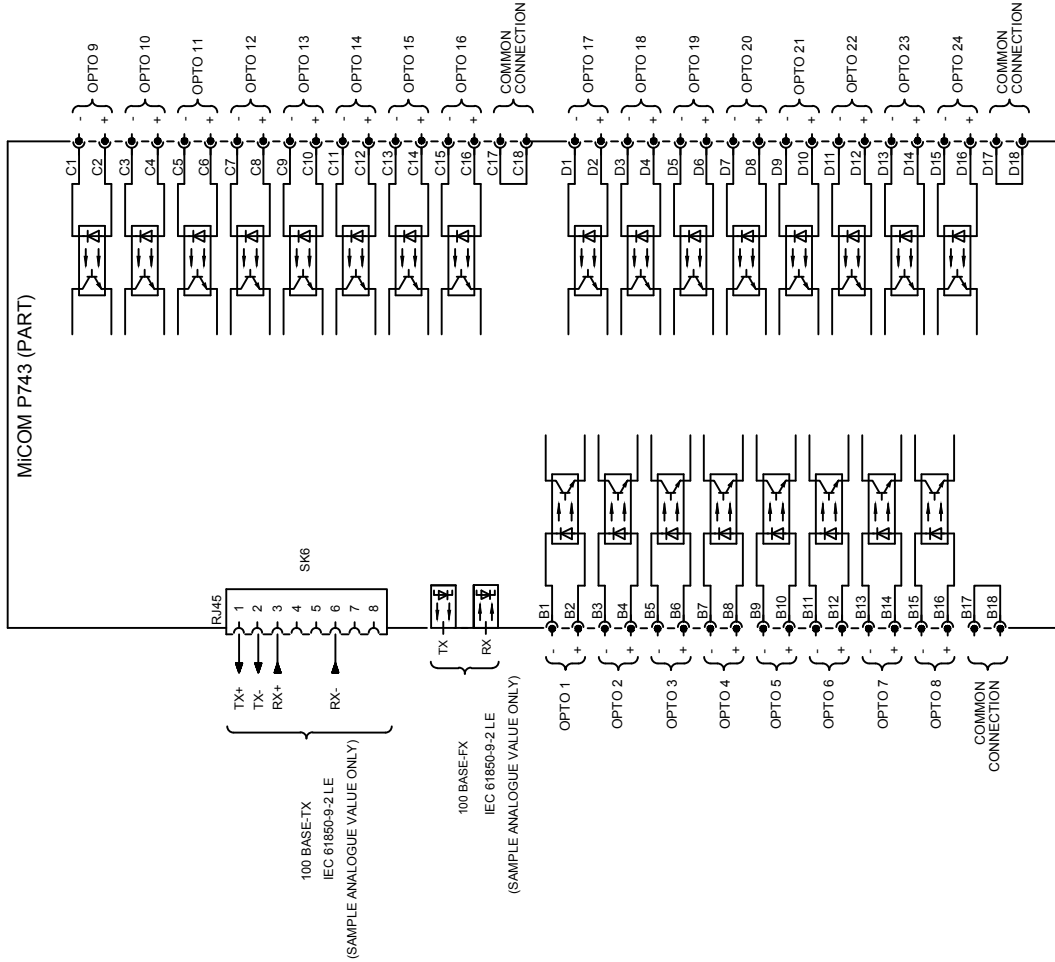 MiCOM P743 (PART)
RJ45
SK6
1
2
3
4
5
6
7
8
TX+
TX-
RX+
RX-
100 BASE-TX
IEC 61850-9-2 LE
(SAMPLE ANALOGUE VALUE ONLY)
TX
RX
100 BASE-FX
IEC 61850-9-2 LE
(SAMPLE ANALOGUE VALUE ONLY)
OPTO 1
-
+
B1
B2
OPTO 2
-
+
B3
B4
OPTO 3
-
+
B5
B6
OPTO 4
-
+
B7
B8
OPTO 5
-
+
B9
B10
OPTO 6
-
+
B11
B12
OPTO 7
-
+
B13
B14
OPTO 8
-
+
B15
B16
COMMON
CONNECTION
B17
B18
C1
C2
-
+
OPTO 9
C3
C4
-
+
OPTO 10
C5
C6
-
+
OPTO 11
C7
C8
-
+
OPTO 12
C9
C10
-
+
OPTO 13
C11
C12
-
+
OPTO 14
C13
C14
-
+
OPTO 15
C15
C16
-
+
OPTO 16
C17
C18
COMMON
CONNECTION
D1
D2
-
+
OPTO 17
D3
D4
-
+
OPTO 18
D5
D6
-
+
OPTO 19
D7
D8
-
+
OPTO 20
D9
D10
-
+
OPTO 21
D11
D12
-
+
OPTO 22
D13
D14
-
+
OPTO 23
D15
D16
-
+
OPTO 24
D17
D18
COMMON
CONNECTION